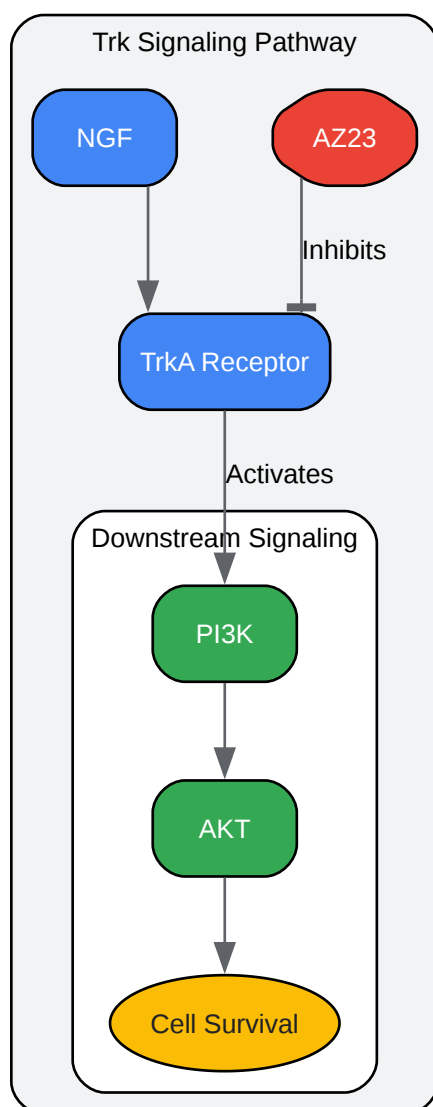 Trk Signaling Pathway
NGF
AZ23
Inhibits
TrkA Receptor
Activates
Downstream Signaling
PI3K
AKT
Cell Survival